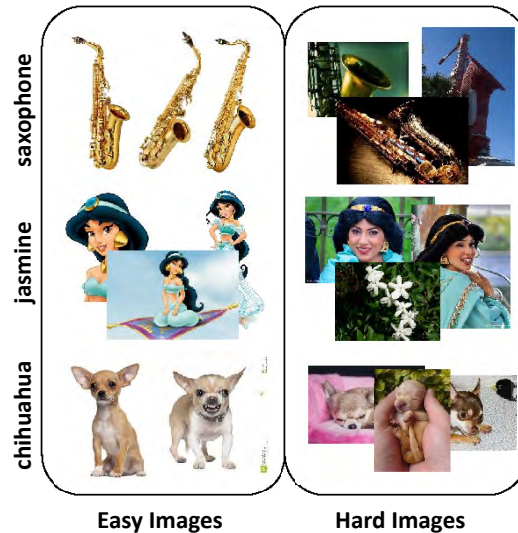 saxophone
jasmine
chihuahua
Easy Images
Hard Images